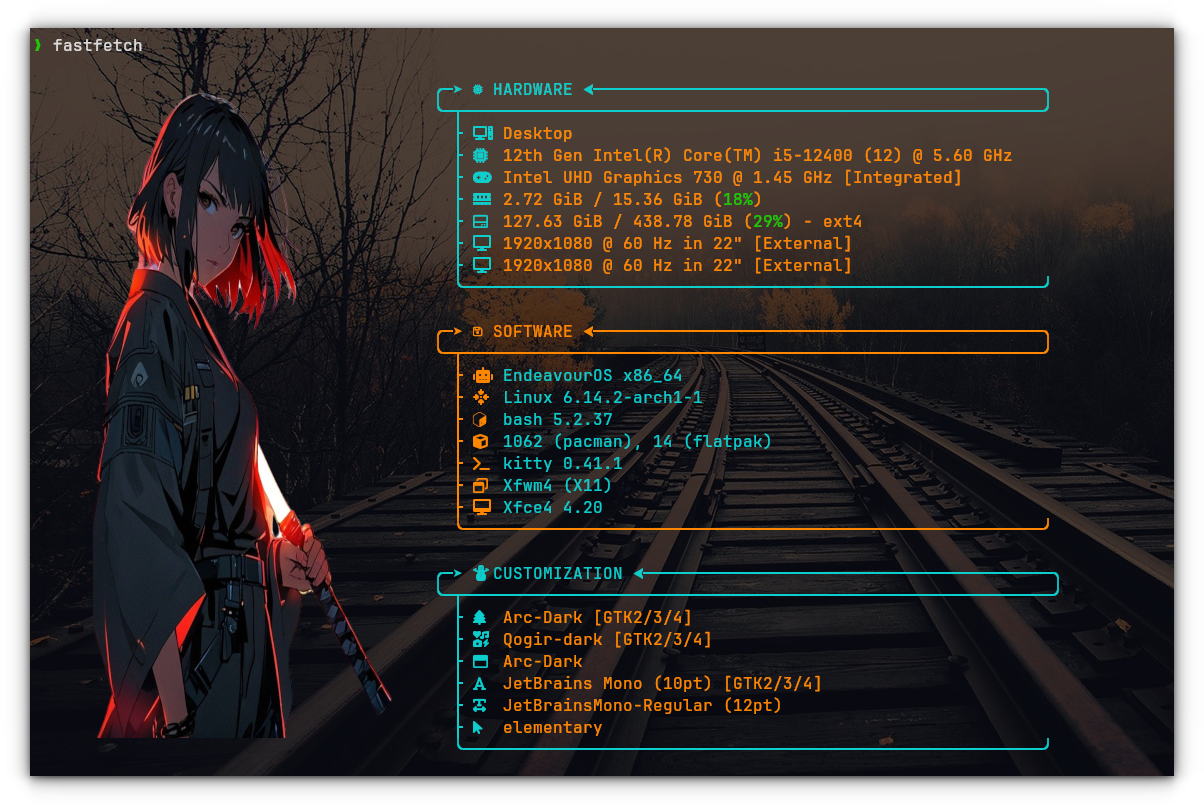 ❫ fastfetch
HARDWARE
Desktop
12th Gen Intel(R) Core(TM) i5-12400 (12) @ 5.60 GHz
Intel UHD Graphics 730 @ 1.45 GHz [Integrated]
2.72 GiB / 15.36 GiB (18%)
127.63 GiB / 438.78 GiB (29%) - ext4
1920x1080 @ 60 Hz in 22" [External]
1920x1080 @ 60 Hz in 22" [External]
SOFTWARE
EndeavourOS x86_64
Linux 6.14.2-arch1-1
bash 5.2.37
1062 (pacman), 14 (flatpak)
kitty 0.41.1
Xfwm4 (X11)
Xfce4 4.20
CUSTOMIZATION
Arc-Dark [GTK2/3/4]
Qogir-dark [GTK2/3/4]
Arc-Dark
JetBrains Mono (10pt) [GTK2/3/4]
JetBrainsMono-Regular (12pt)
elementary